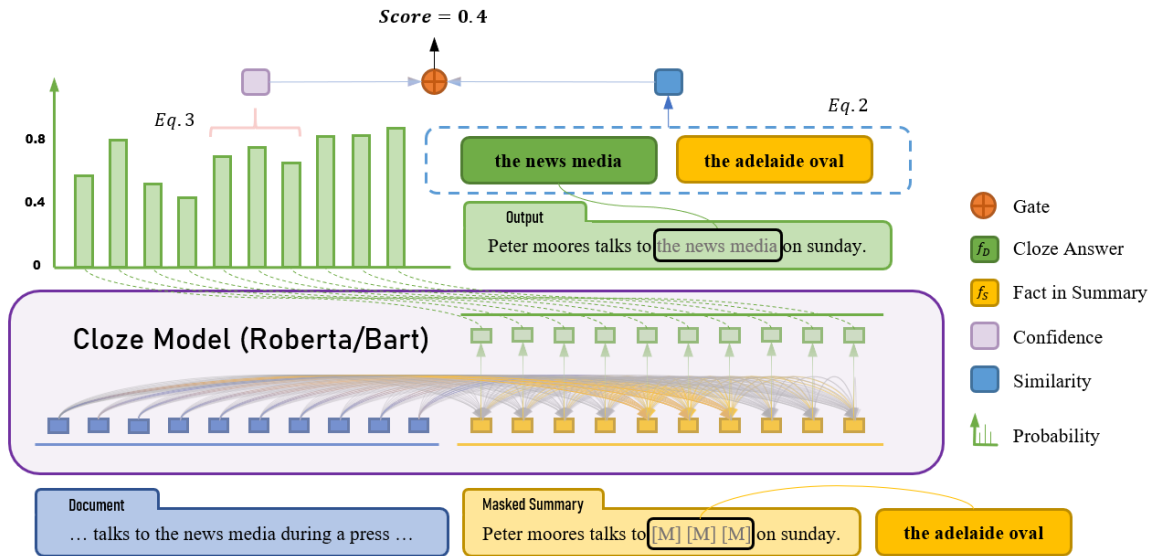 Score = 0.4
Eq. 3
Eq. 2
0.8
0.4
0
the news media
the adelaide oval
Output
Peter moores talks to the news media on sunday.
Gate
f_D Cloze Answer
f_S Fact in Summary
Confidence
Similarity
Probability
Cloze Model (Roberta/Bart)
Document
… talks to the news media during a press …
Masked Summary
Peter moores talks to [M] [M] [M] on sunday.
the adelaide oval